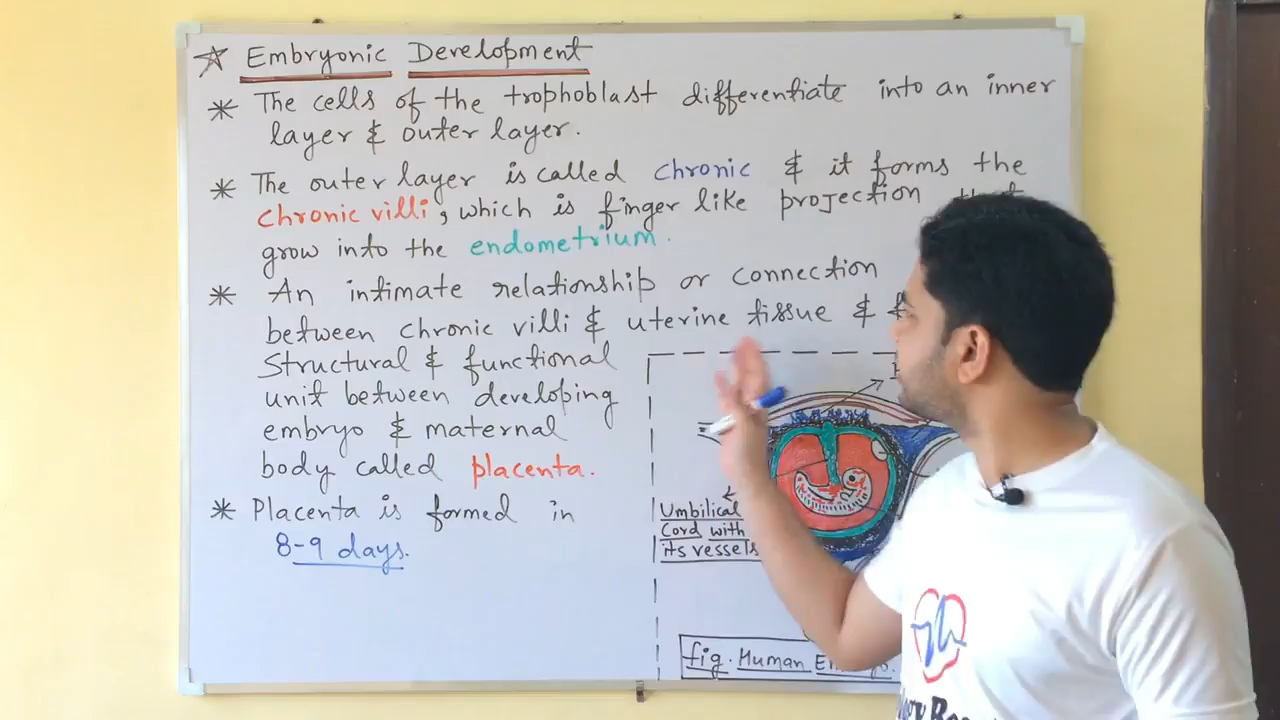 Embryonic Development
* The cells of the trophoblast differentiate into an inner
layer & outer layer.
* The outer layer is called chronic & it forms the
chronic villi, which is finger like projection
grow into the endometrium.
* An intimate relationship or connection
between chronic villi & uterine tissue &
Structural & functional
unit between developing
embryo & maternal
body called placenta.
* Placenta is formed in
8-9 days.
Umbilical
Cord with
its vessels
fig. Human